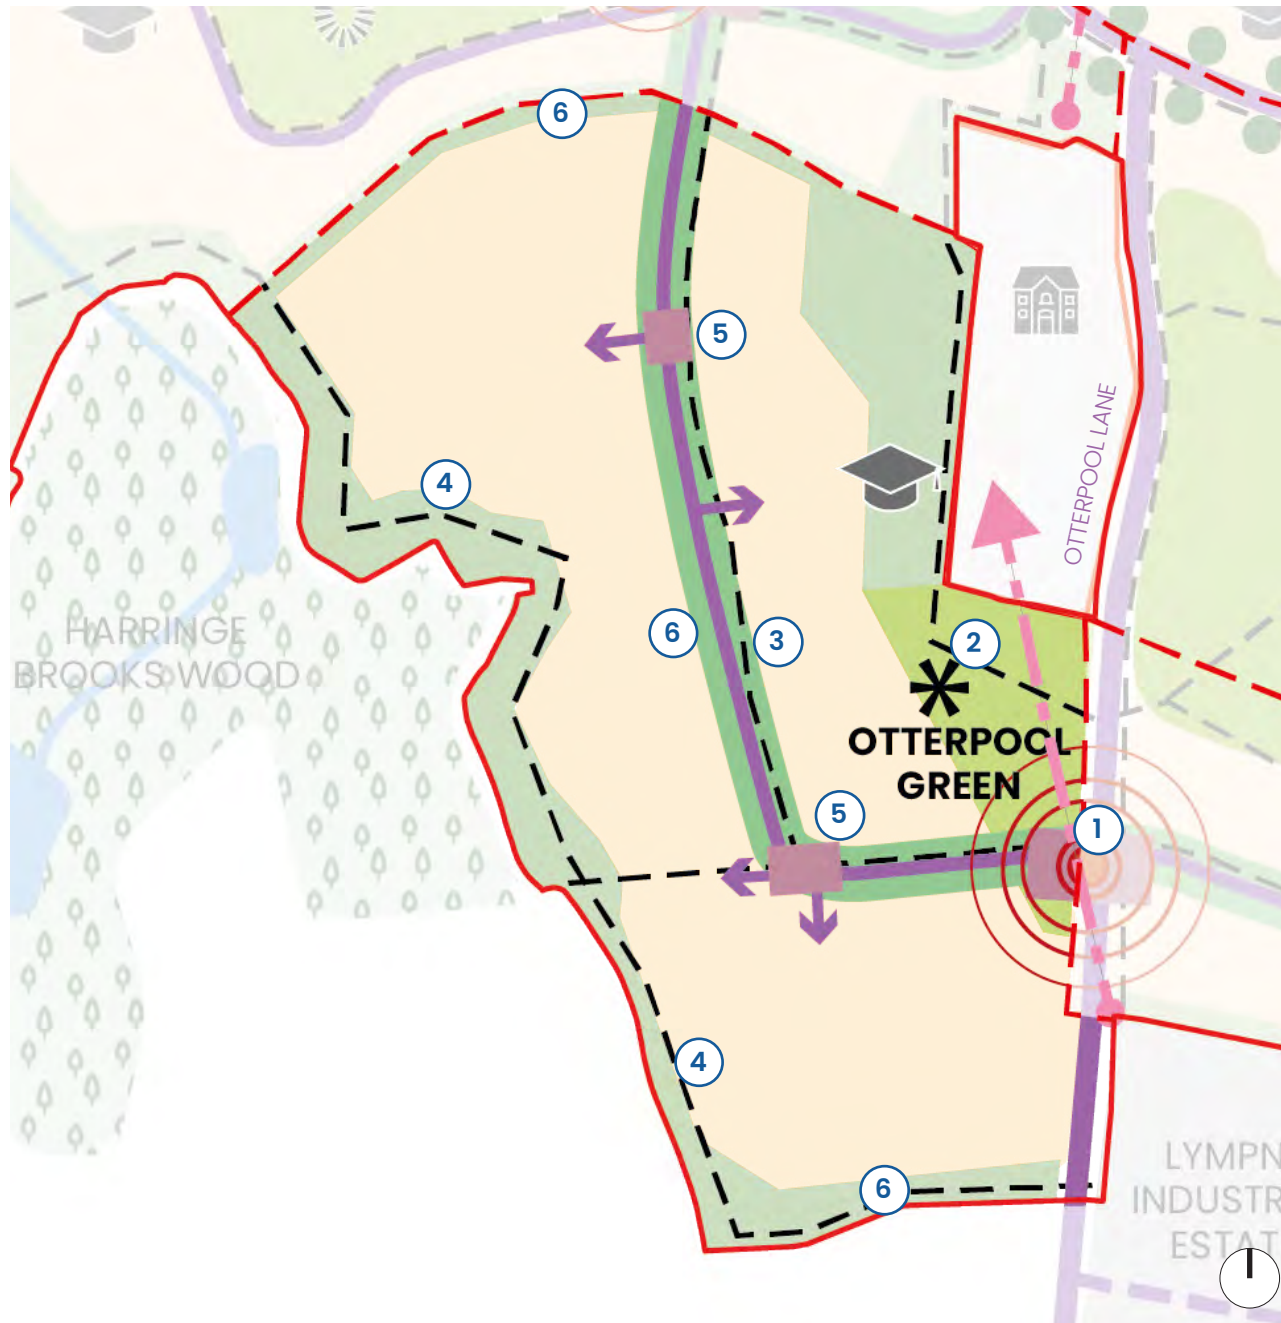 6
5
OTTERPOOL LANE
4
HARRINGE
BROOKS WOOD
6
3
2
OTTERPOOL
GREEN
5
1
4
LYMPN
INDUSTR
ESTAT
6